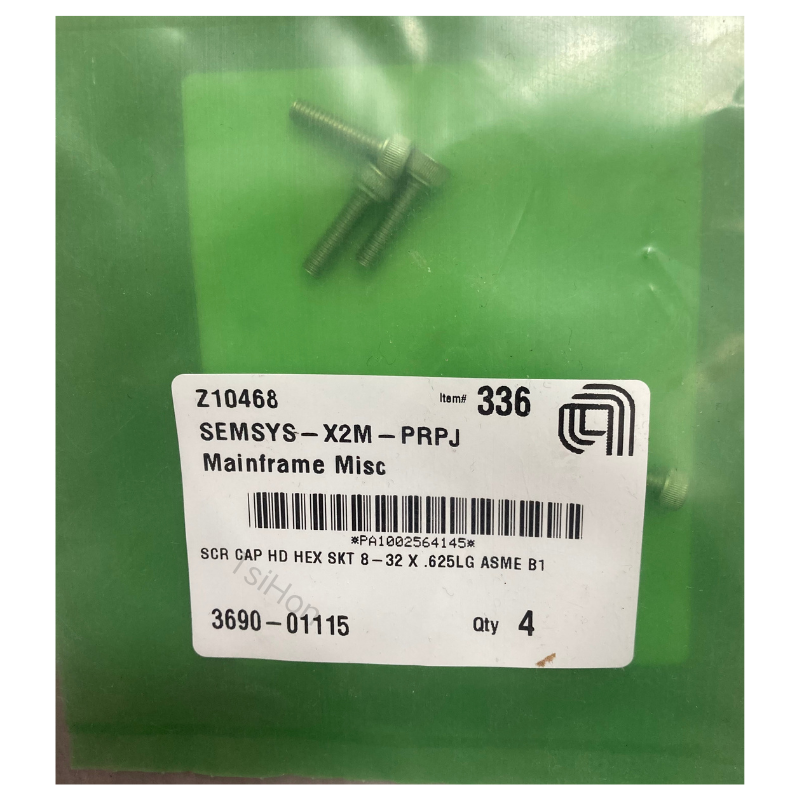 Z10468 Item# 336
SEMSYS-X2M-PRPJ
Mainframe Misc
*PA1002564145*
SCR CAP HD HEX SKT 8-32 X .625LG ASME B1
TsiHon
3690-01115 Qty 4